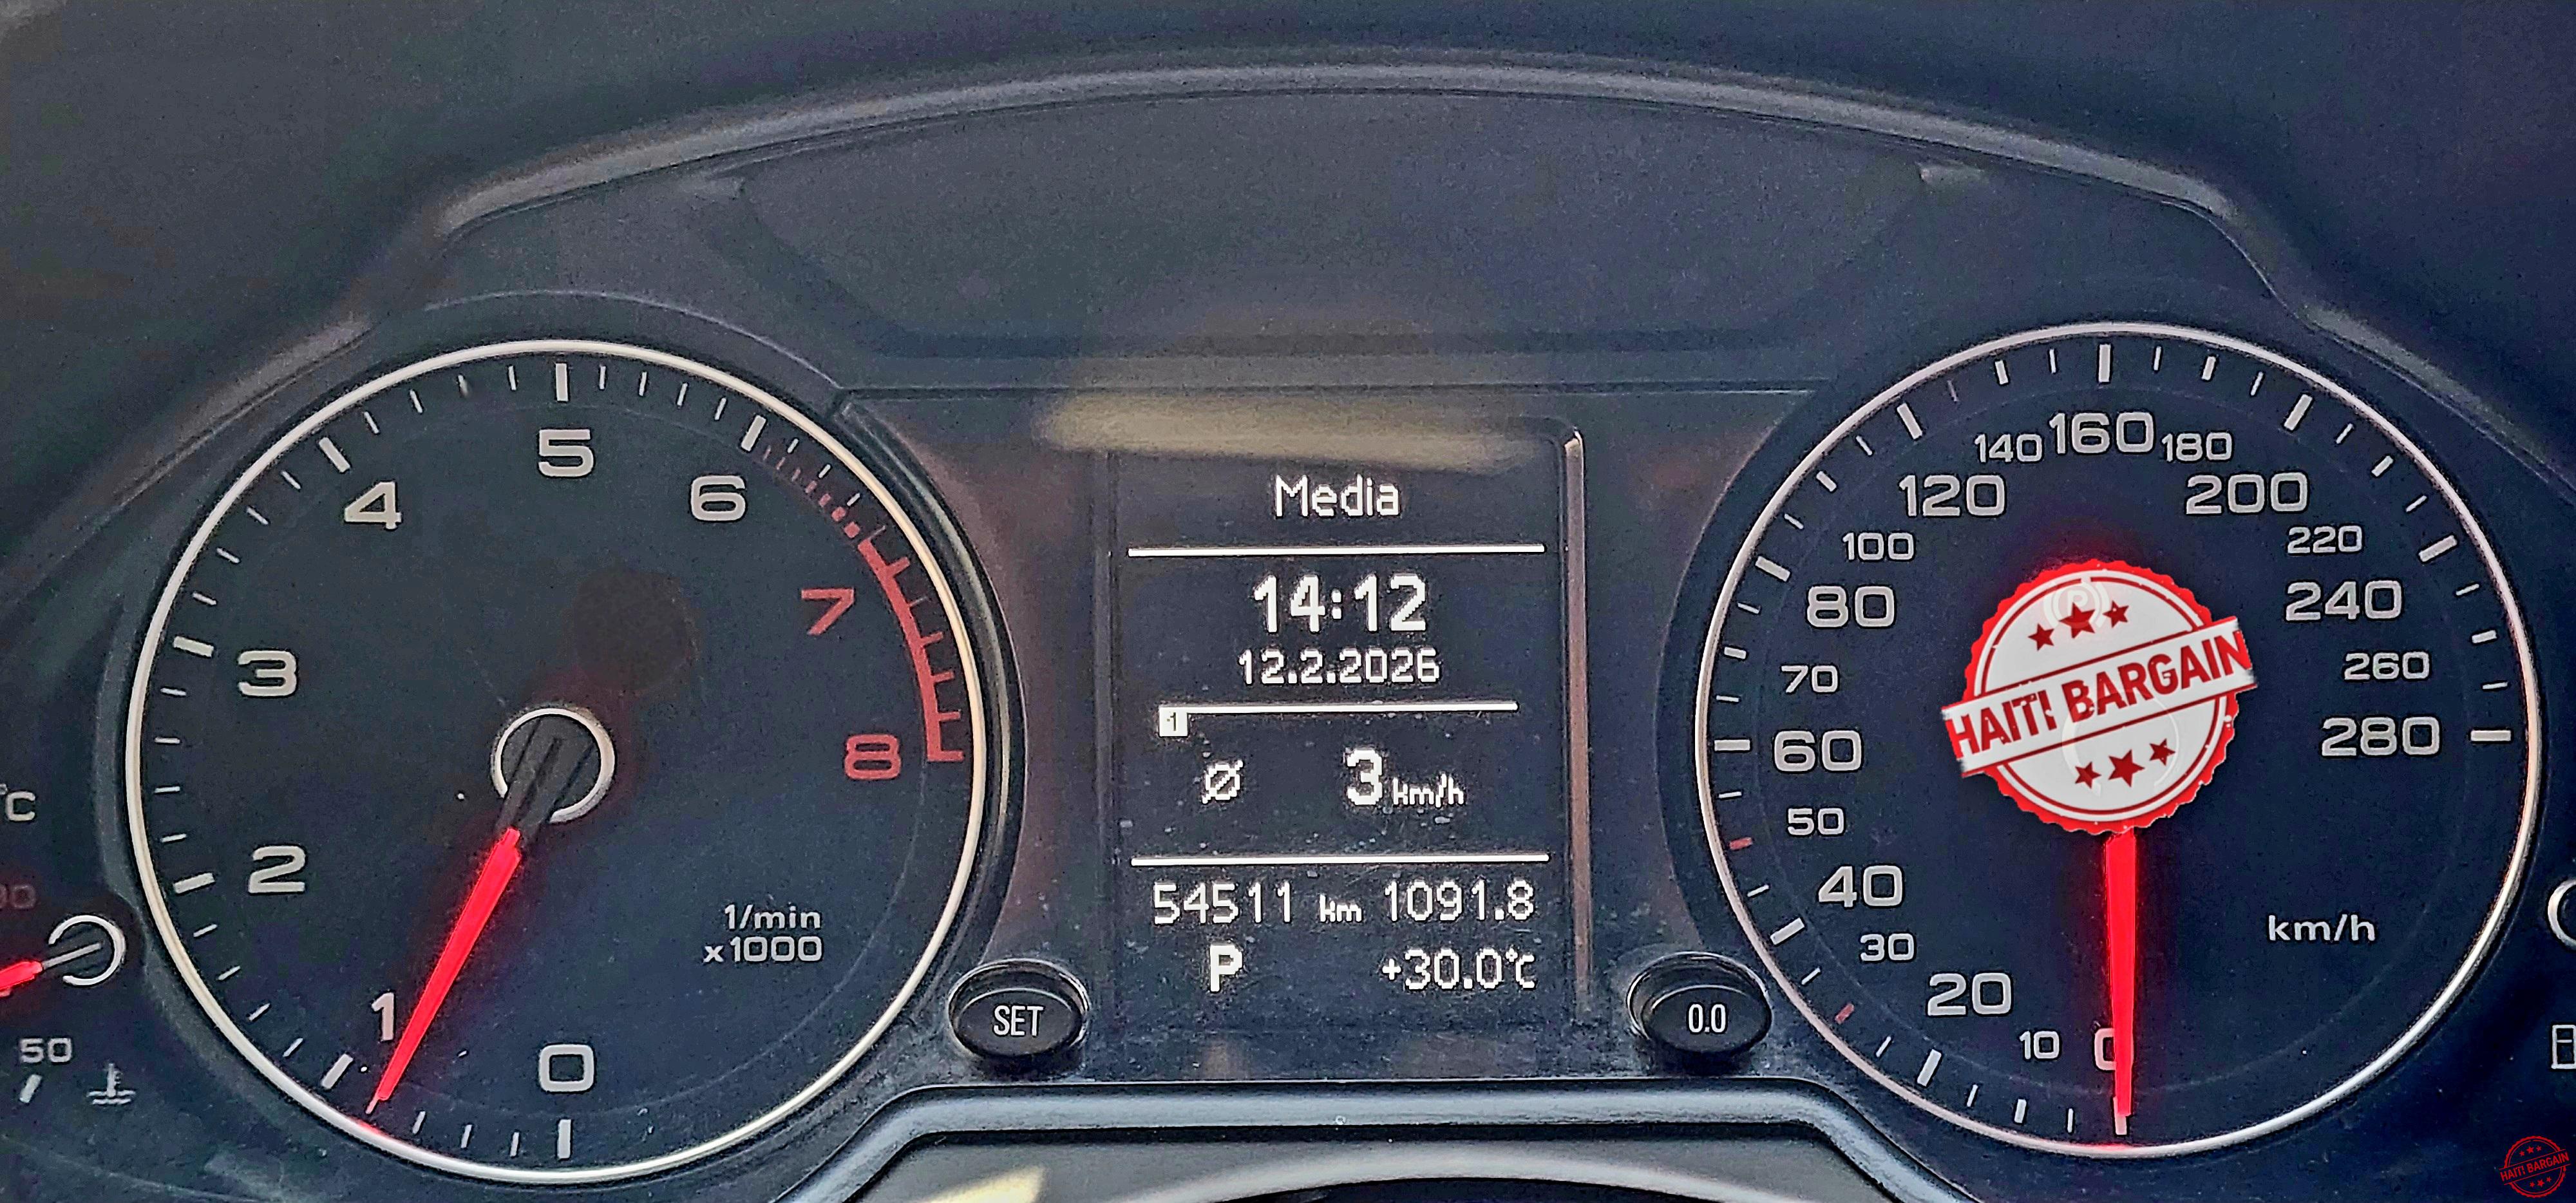 5
4
6
3
7
2
8
1/min
x1000
1
0
°C
50
SET
Media
14:12
12.2.2026
1
Ø 3 km/h
54511 km 1091.8
P +30.0°C
0.0
140 160 180
120 200
100 220
80 240
70 260
60 280
50
40
30
20
10 0
km/h
HAITI BARGAIN
HAITI BARGAIN